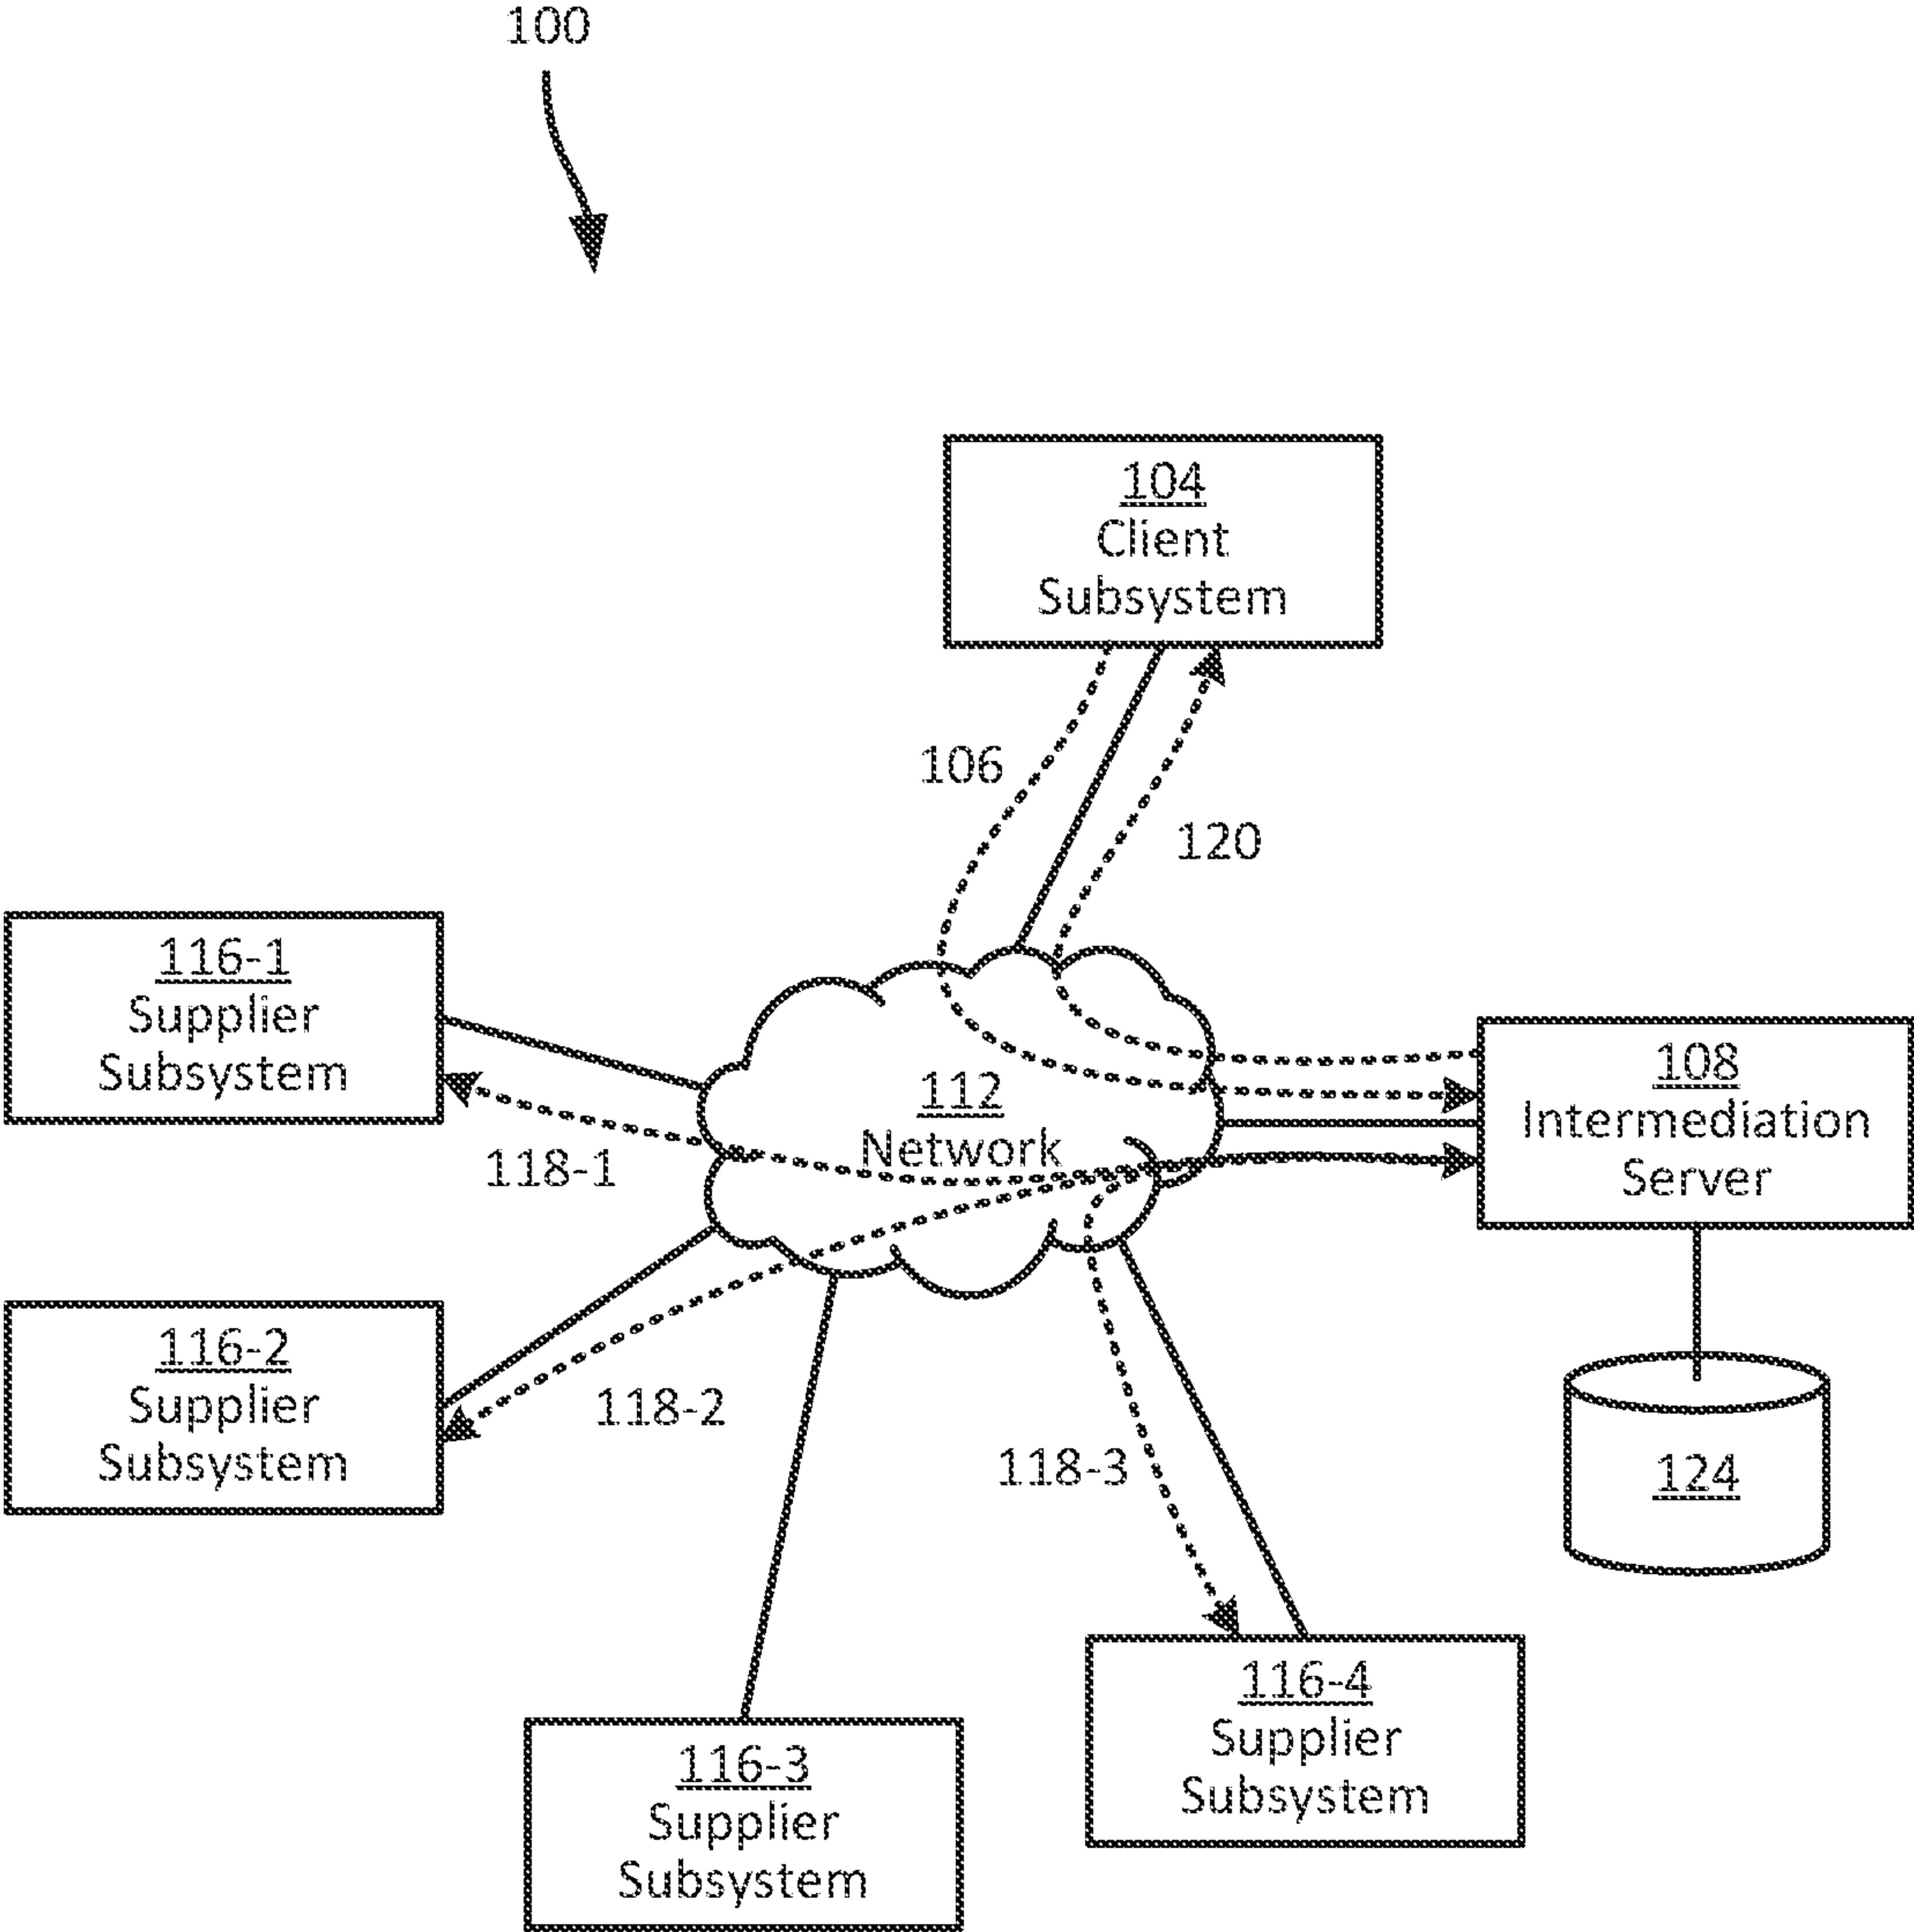 100
104
Client
Subsystem
106
120
116-1
Supplier
Subsystem
118-1
112
Network
108
Intermediation
Server
116-2
Supplier
Subsystem
118-2
118-3
124
116-4
Supplier
Subsystem
116-3
Supplier
Subsystem